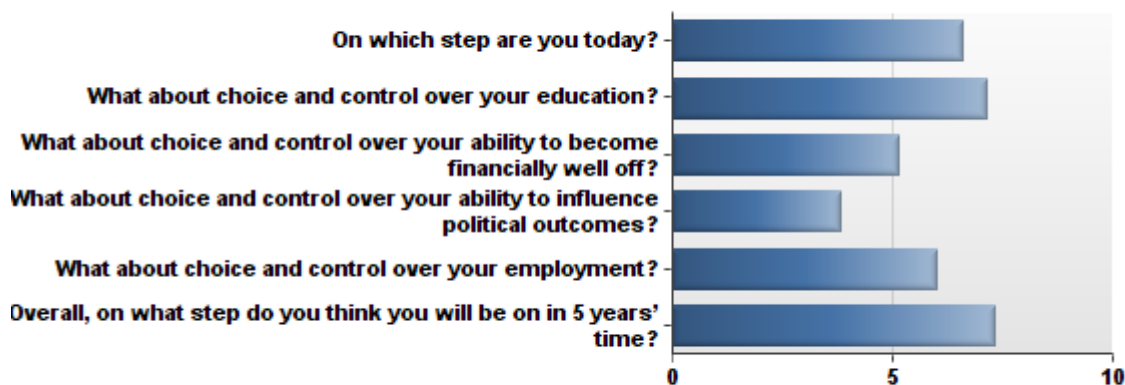 On which step are you today?
What about choice and control over your education?
What about choice and control over your ability to become
financially well off?
What about choice and control over your ability to influence
political outcomes?
What about choice and control over your employment?
Overall, on what step do you think you will be on in 5 years’
time?
0 5 10